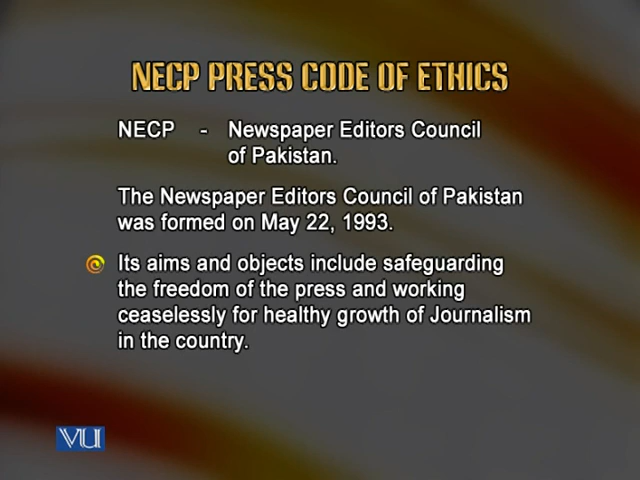 NECP PRESS CODE OF ETHICS
NECP - Newspaper Editors Council
of Pakistan.
The Newspaper Editors Council of Pakistan
was formed on May 22, 1993.
Its aims and objects include safeguarding
the freedom of the press and working
ceaselessly for healthy growth of Journalism
in the country.
VU